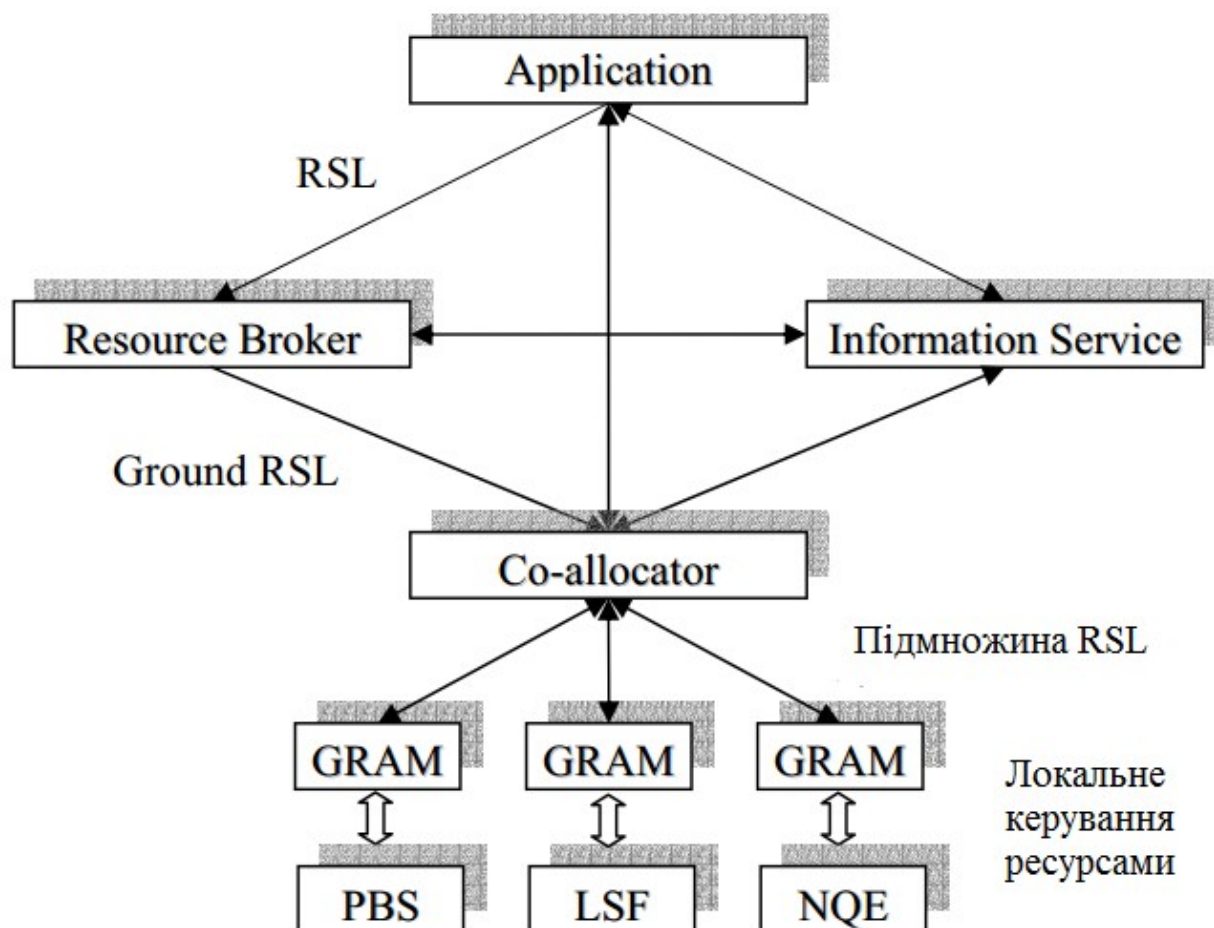 Application
RSL
Resource Broker
Information Service
Ground RSL
Co-allocator
Підмножина RSL
GRAM
GRAM
GRAM
Локальне
керування
ресурсами
PBS
LSF
NQE